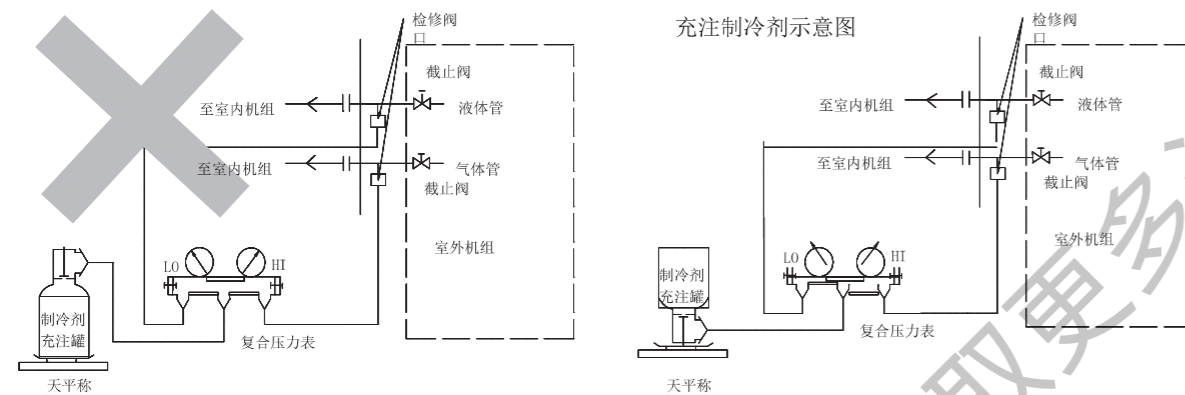 检修阀
口
截止阀
至室内机组
液体管
至室内机组
气体管
截止阀
室外机组
LO
HI
制冷剂
充注罐
复合压力表
天平称
充注制冷剂示意图
检修阀
口
截止阀
至室内机组
液体管
至室内机组
气体管
截止阀
室外机组
LO
HI
制冷剂
充注罐
复合压力表
天平称
取更多